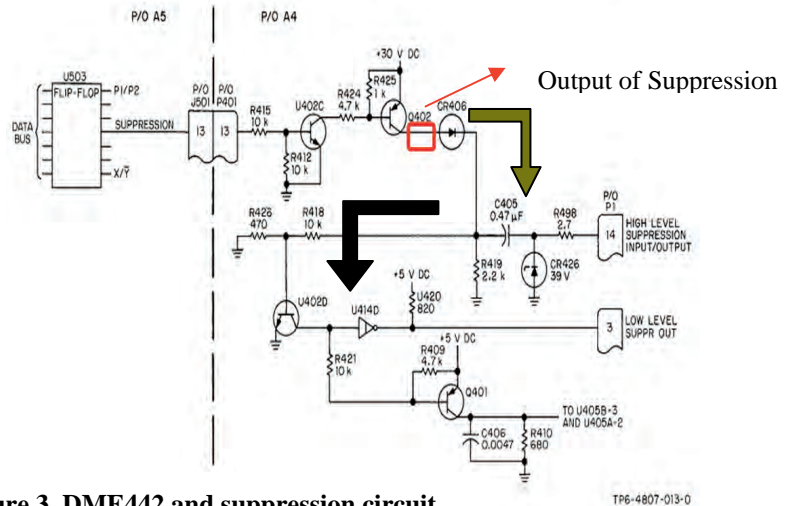 P/O A5
P/O A4
+30 V DC
Output of Suppression
U503
FLIP-FLOP
P1/P2
DATA
BUS
SUPPRESSION
X/Y̅
P/O
J501
P/O
P401
13
13
R415
10 k
R412
10 k
U402C
R424
4.7 k
R425
1 k
Q402
CR406
R426
470
R418
10 k
C405
0.47 µF
R498
2.7
P/O
P1
14
HIGH LEVEL
SUPPRESSION
INPUT/OUTPUT
R419
2.2 k
CR426
39 V
+5 V DC
U420
820
U402D
U414D
3
LOW LEVEL
SUPPR OUT
R421
10 k
R409
4.7 k
+5 V DC
Q401
C406
0.0047
R410
680
TO U405B-3
AND U405A-2
ure 3. DME442 and suppression circuit
TP6-4807-013-0